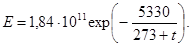 E = 1,84 · 10¹¹ exp(− 5330 / (273 + t)).